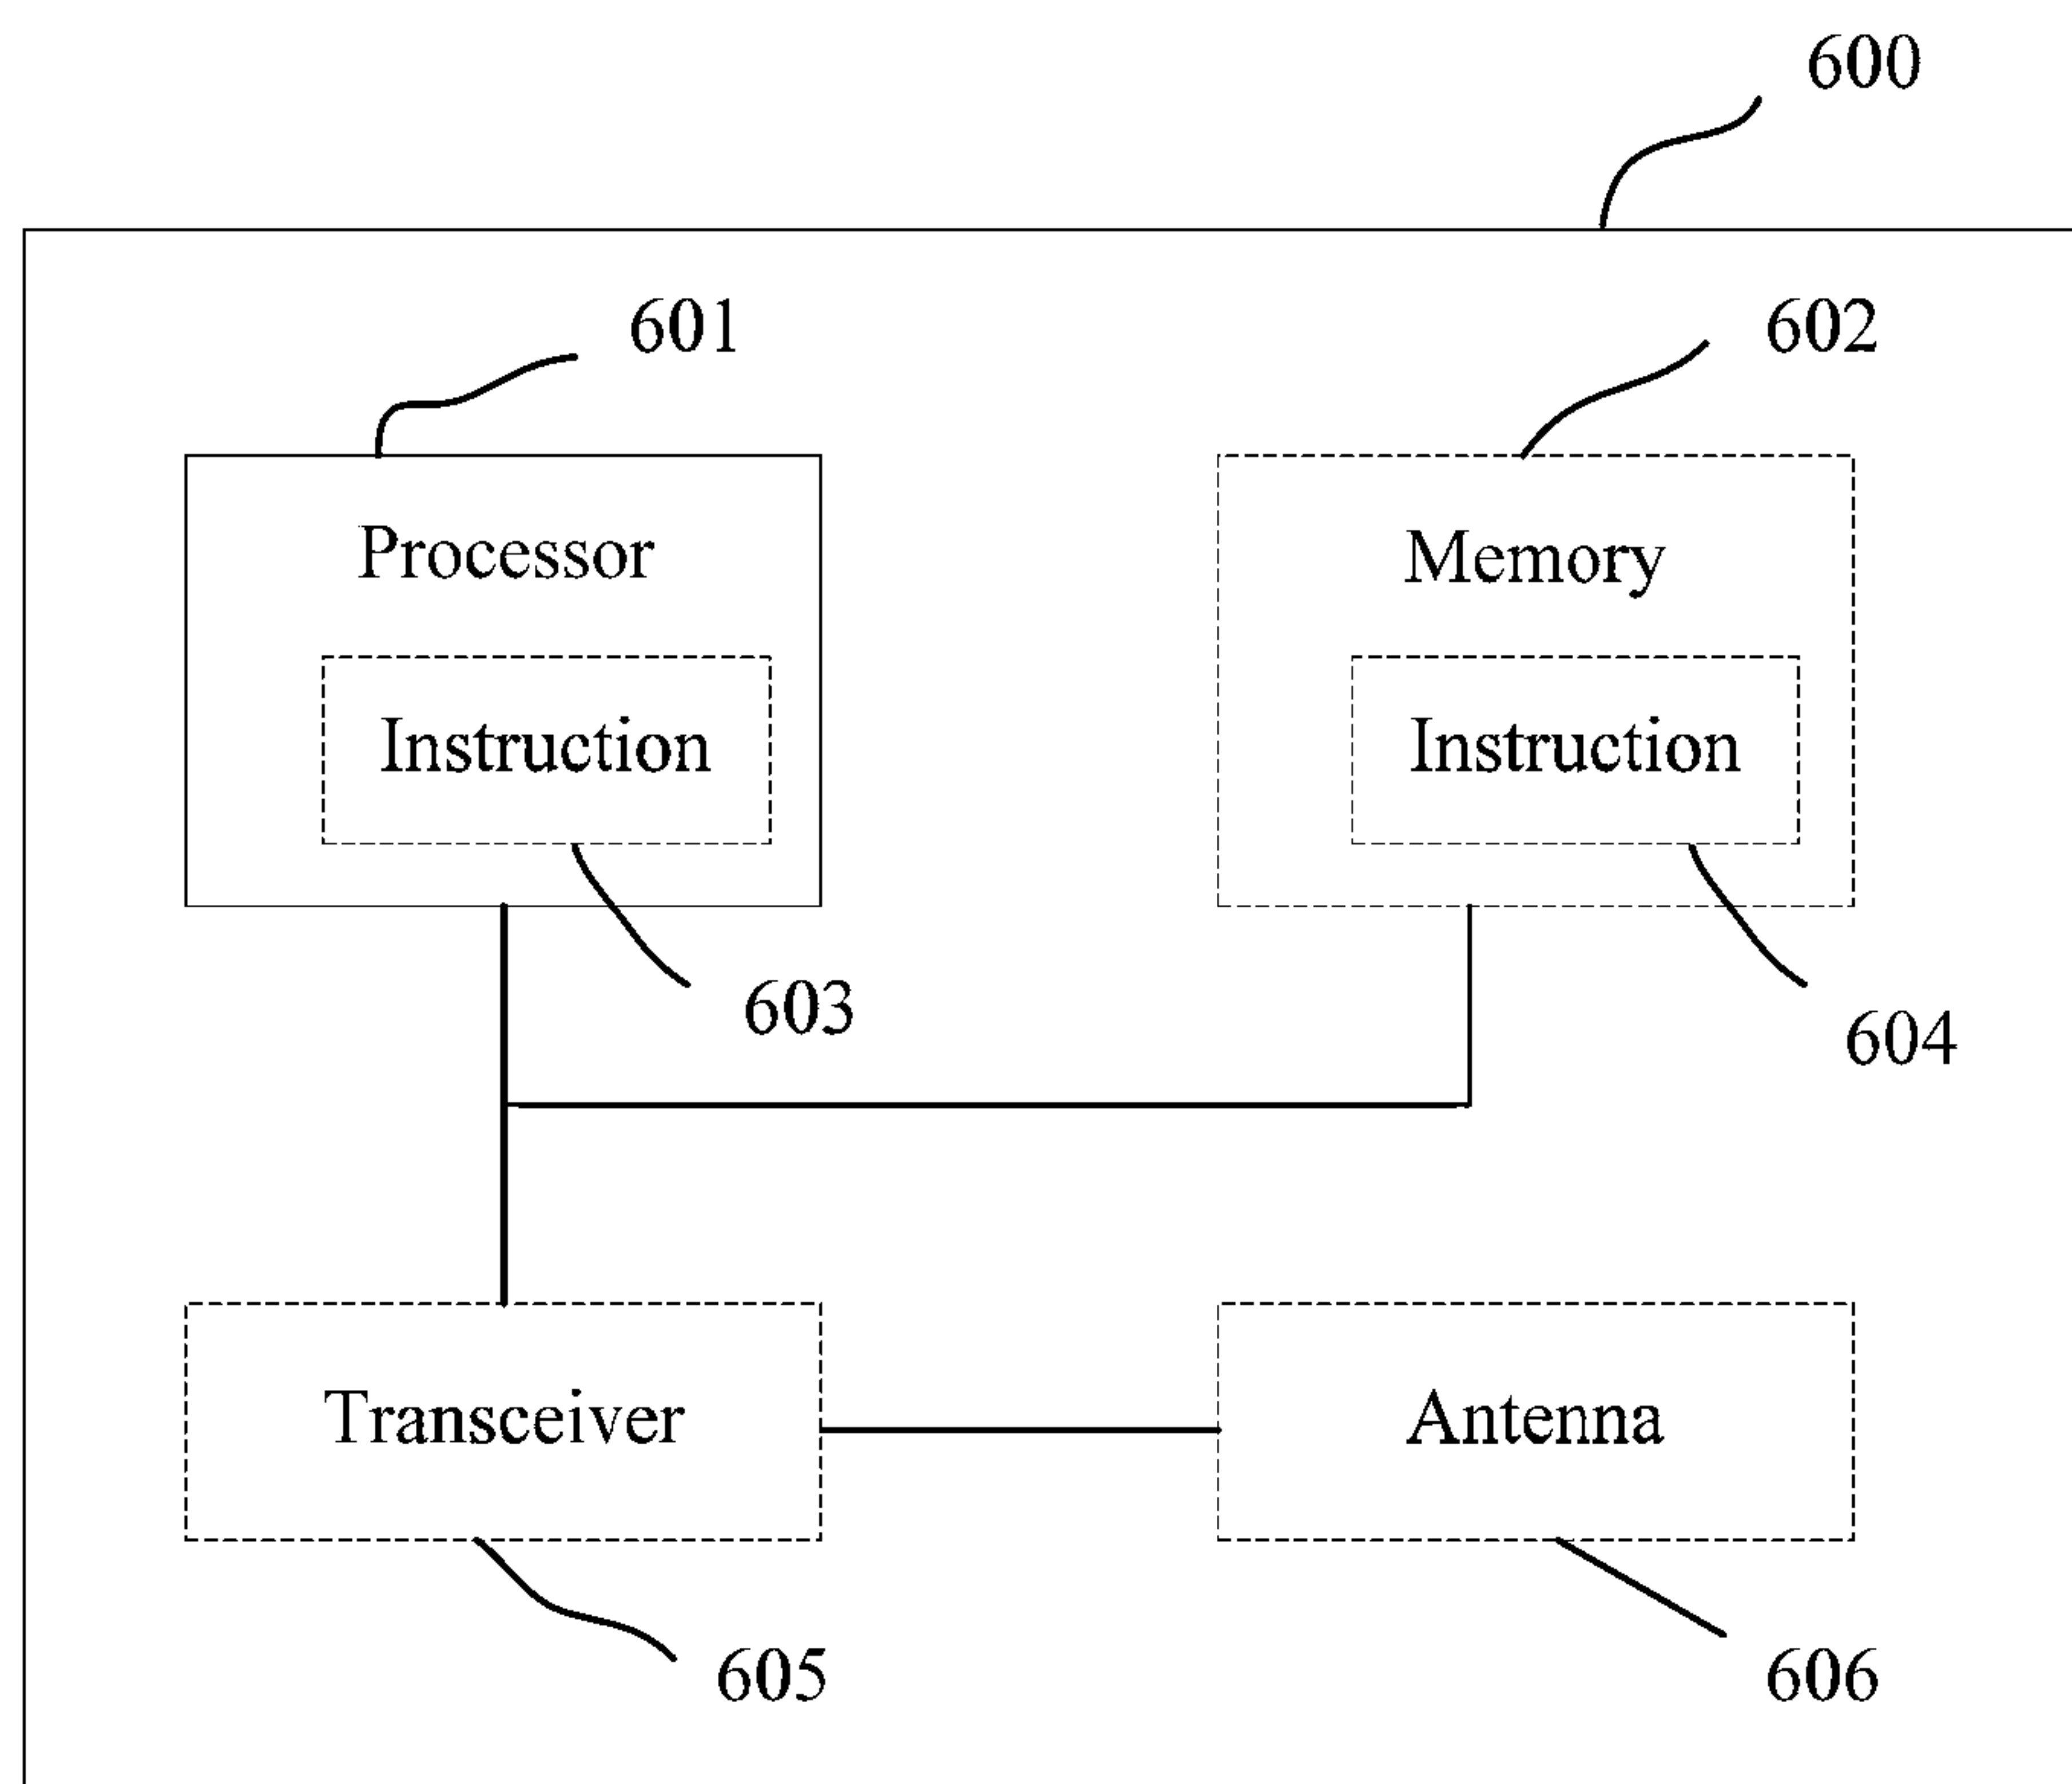 600
601
602
Processor
Memory
Instruction
Instruction
603
604
Transceiver
Antenna
605
606